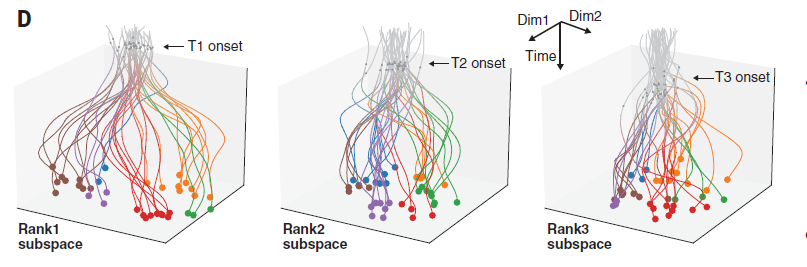 D
T1 onset
Rank1
subspace
T2 onset
Rank2
subspace
Dim1
Dim2
Time
T3 onset
Rank3
subspace